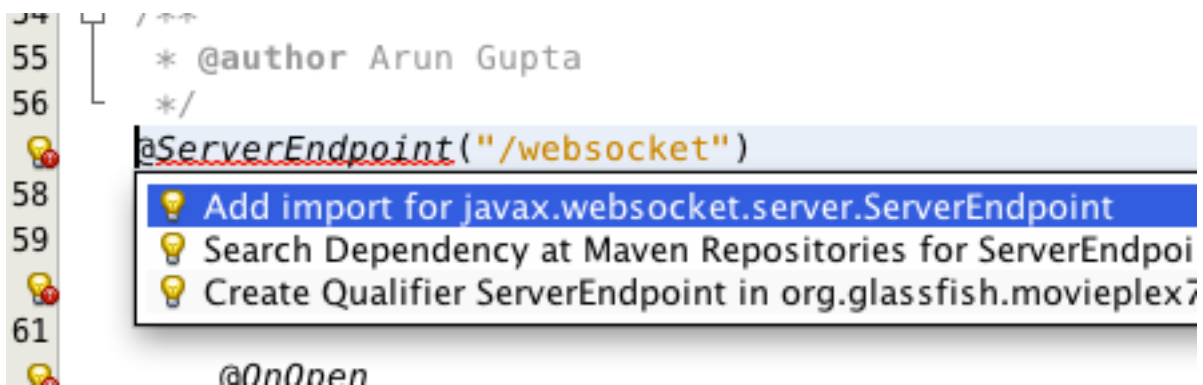 54 /**
55 * @author Arun Gupta
56 */
@ServerEndpoint("/websocket")
Add import for javax.websocket.server.ServerEndpoint
58
Search Dependency at Maven Repositories for ServerEndpoi
59
Create Qualifier ServerEndpoint in org.glassfish.movieplex7
61
@OnOpen